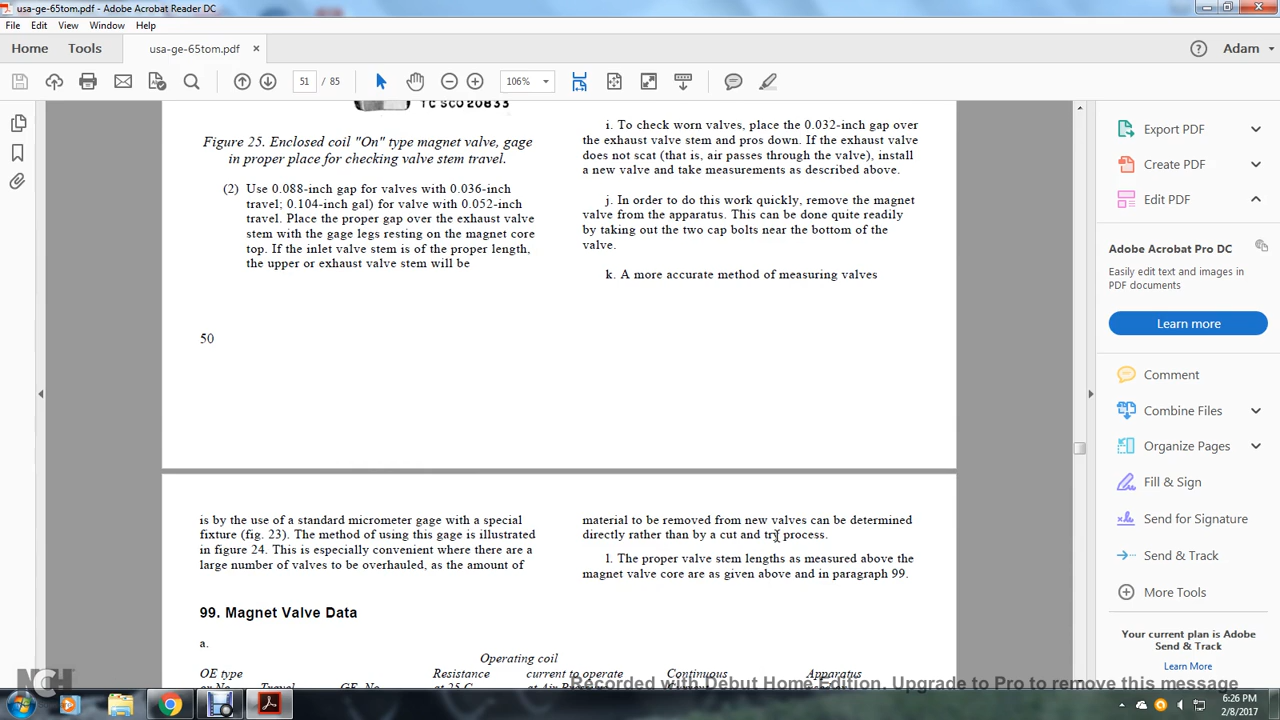 usa-ge-65tom.pdf - Adobe Acrobat Reader DC
File Edit View Window Help
Home Tools usa-ge-65tom.pdf × Adam
51 / 85 106%
TC SCO 20833
Figure 25. Enclosed coil "On" type magnet valve, gage
in proper place for checking valve stem travel.
(2) Use 0.088-inch gap for valves with 0.036-inch
travel; 0.104-inch gal) for valve with 0.052-inch
travel. Place the proper gap over the exhaust valve
stem with the gage legs resting on the magnet core
top. If the inlet valve stem is of the proper length,
the upper or exhaust valve stem will be
50
i. To check worn valves, place the 0.032-inch gap over
the exhaust valve stem and pros down. If the exhaust valve
does not scat (that is, air passes through the valve), install
a new valve and take measurements as described above.
j. In order to do this work quickly, remove the magnet
valve from the apparatus. This can be done quite readily
by taking out the two cap bolts near the bottom of the
valve.
k. A more accurate method of measuring valves
is by the use of a standard micrometer gage with a special
fixture (fig. 23). The method of using this gage is illustrated
in figure 24. This is especially convenient where there are a
large number of valves to be overhauled, as the amount of
material to be removed from new valves can be determined
directly rather than by a cut and try process.
l. The proper valve stem lengths as measured above the
magnet valve core are as given above and in paragraph 99.
99. Magnet Valve Data
a.
Operating coil
OE type Resistance current to operate Continuous Apparatus
Travel GE No at 25 C at Air
Export PDF
Create PDF
Edit PDF
Adobe Acrobat Pro DC
Easily edit text and images in
PDF documents
Learn more
Comment
Combine Files
Organize Pages
Fill & Sign
Send for Signature
Send & Track
More Tools
Your current plan is Adobe
Send & Track
Learn More
NCH
Recorded with Debut Home Edition. Upgrade to Pro to remove this message
6:26 PM
2/8/2017